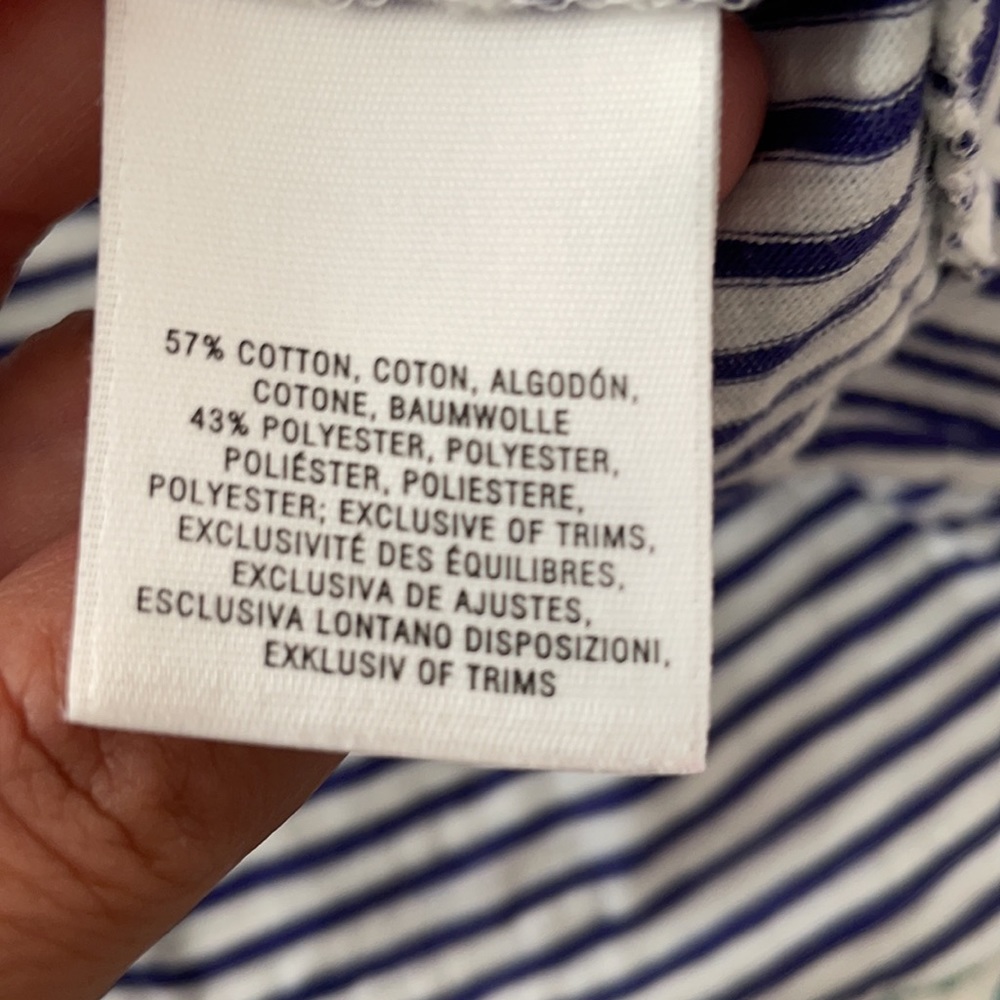 57% COTTON, COTON, ALGODÓN,
COTONE, BAUMWOLLE
43% POLYESTER, POLYESTER,
POLIÉSTER, POLIESTERE,
POLYESTER; EXCLUSIVE OF TRIMS,
EXCLUSIVITÉ DES ÉQUILIBRES,
EXCLUSIVA DE AJUSTES,
ESCLUSIVA LONTANO DISPOSIZIONI,
EXKLUSIV OF TRIMS